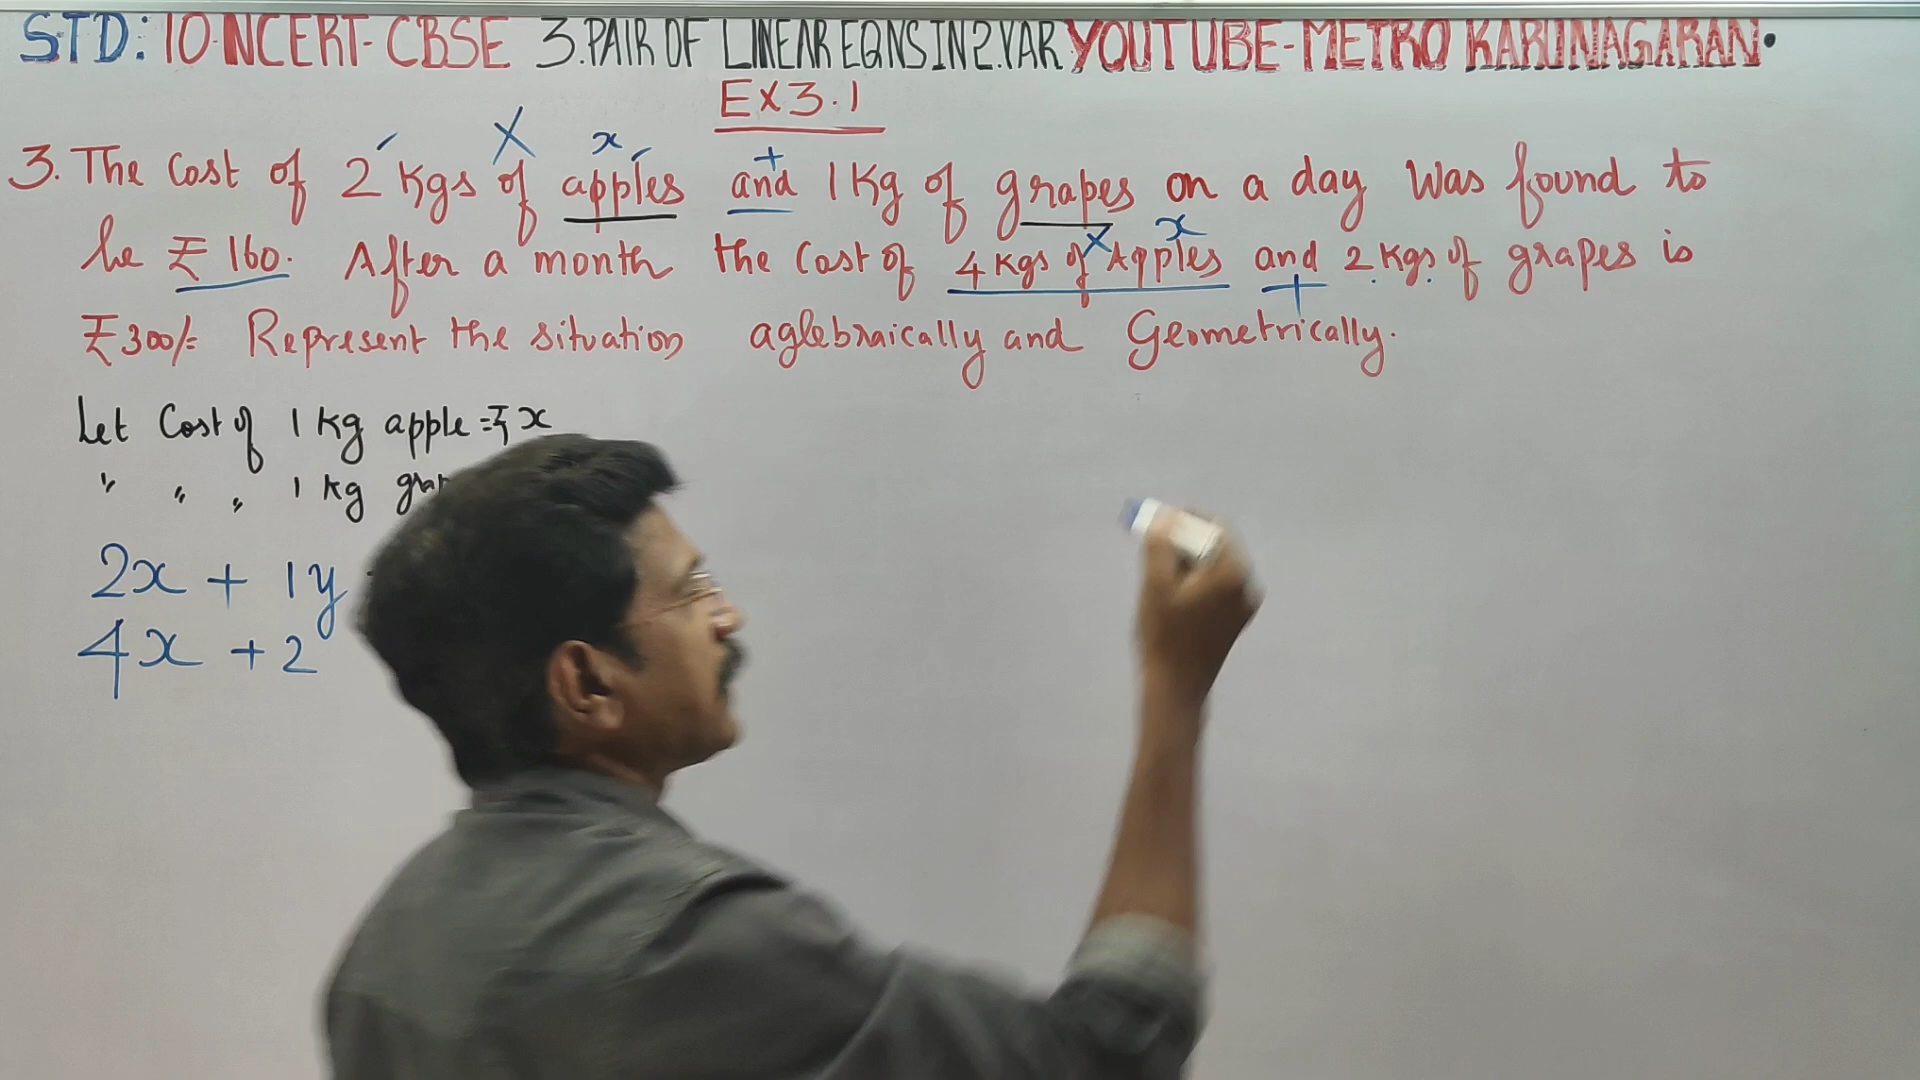 STD: 10 NCERT- CBSE 3.PAIR OF LINEAR EQNS IN 2.VAR YOUTUBE-METRO KARUNAGARAN.
EX 3.1
X x +
3. The Cost of 2 Kgs of apples and 1 Kg of grapes on a day was found to
x x
be ₹ 160. After a month the Cost of 4 Kgs of Apples and 2 Kgs of grapes is
+
₹300/= Represent the situation aglebraically and Geometrically.
Let Cost of 1 Kg apple = ₹ x
" " " 1 Kg
2x + 1y
4x + 2